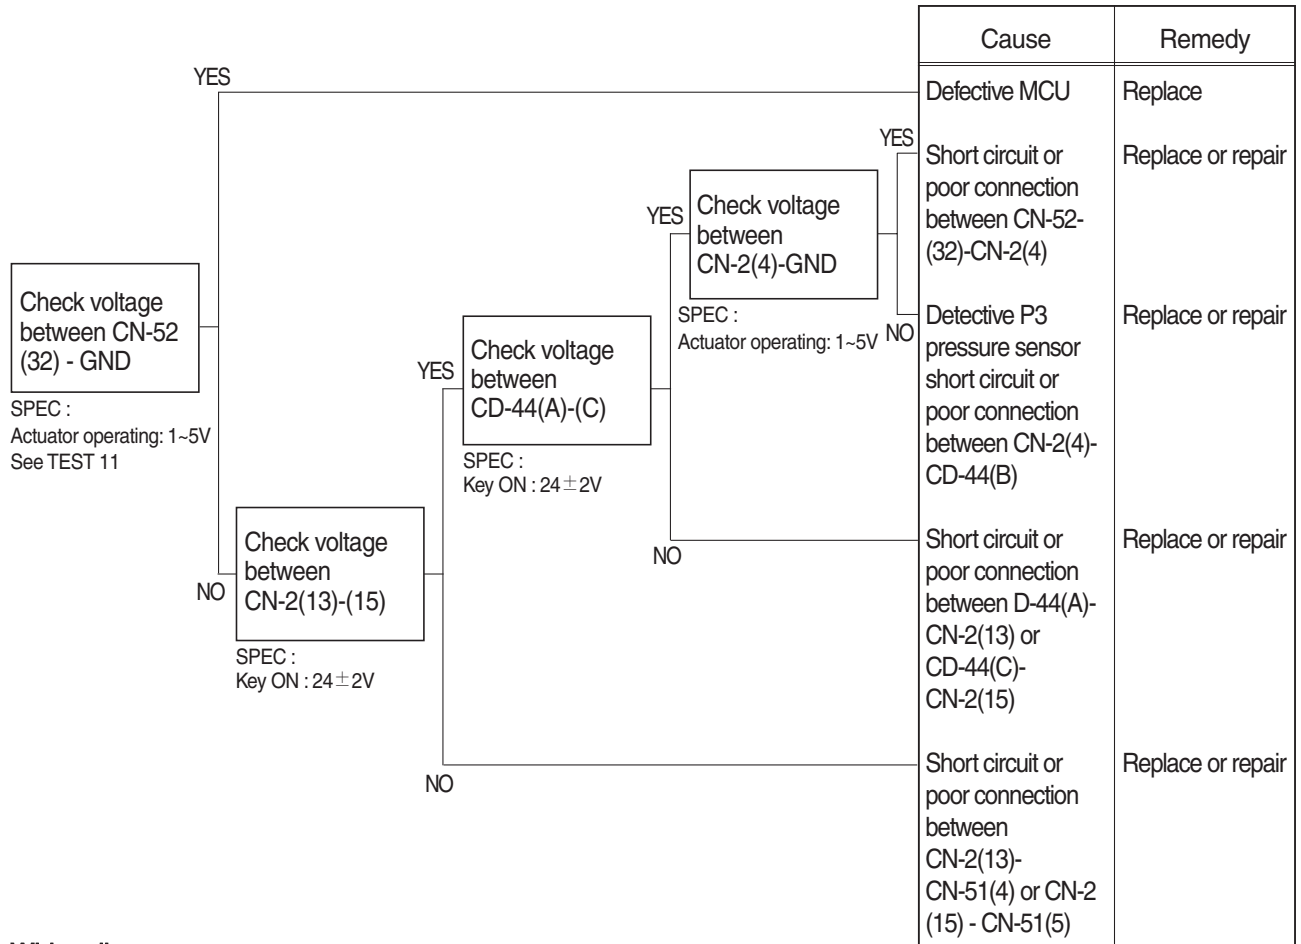 Cause
Remedy
YES
Defective MCU
Replace
YES
Short circuit or
poor connection
between CN-52-
(32)-CN-2(4)
Replace or repair
YES
Check voltage
between
CN-2(4)-GND
SPEC :
Actuator operating: 1~5V
NO
Detective P3
pressure sensor
short circuit or
poor connection
between CN-2(4)-
CD-44(B)
Replace or repair
Check voltage
between CN-52
(32) - GND
SPEC :
Actuator operating: 1~5V
See TEST 11
YES
Check voltage
between
CD-44(A)-(C)
SPEC :
Key ON : 24±2V
NO
Short circuit or
poor connection
between D-44(A)-
CN-2(13) or
CD-44(C)-
CN-2(15)
Replace or repair
NO
Check voltage
between
CN-2(13)-(15)
SPEC :
Key ON : 24±2V
NO
Short circuit or
poor connection
between
CN-2(13)-
CN-51(4) or CN-2
(15) - CN-51(5)
Replace or repair